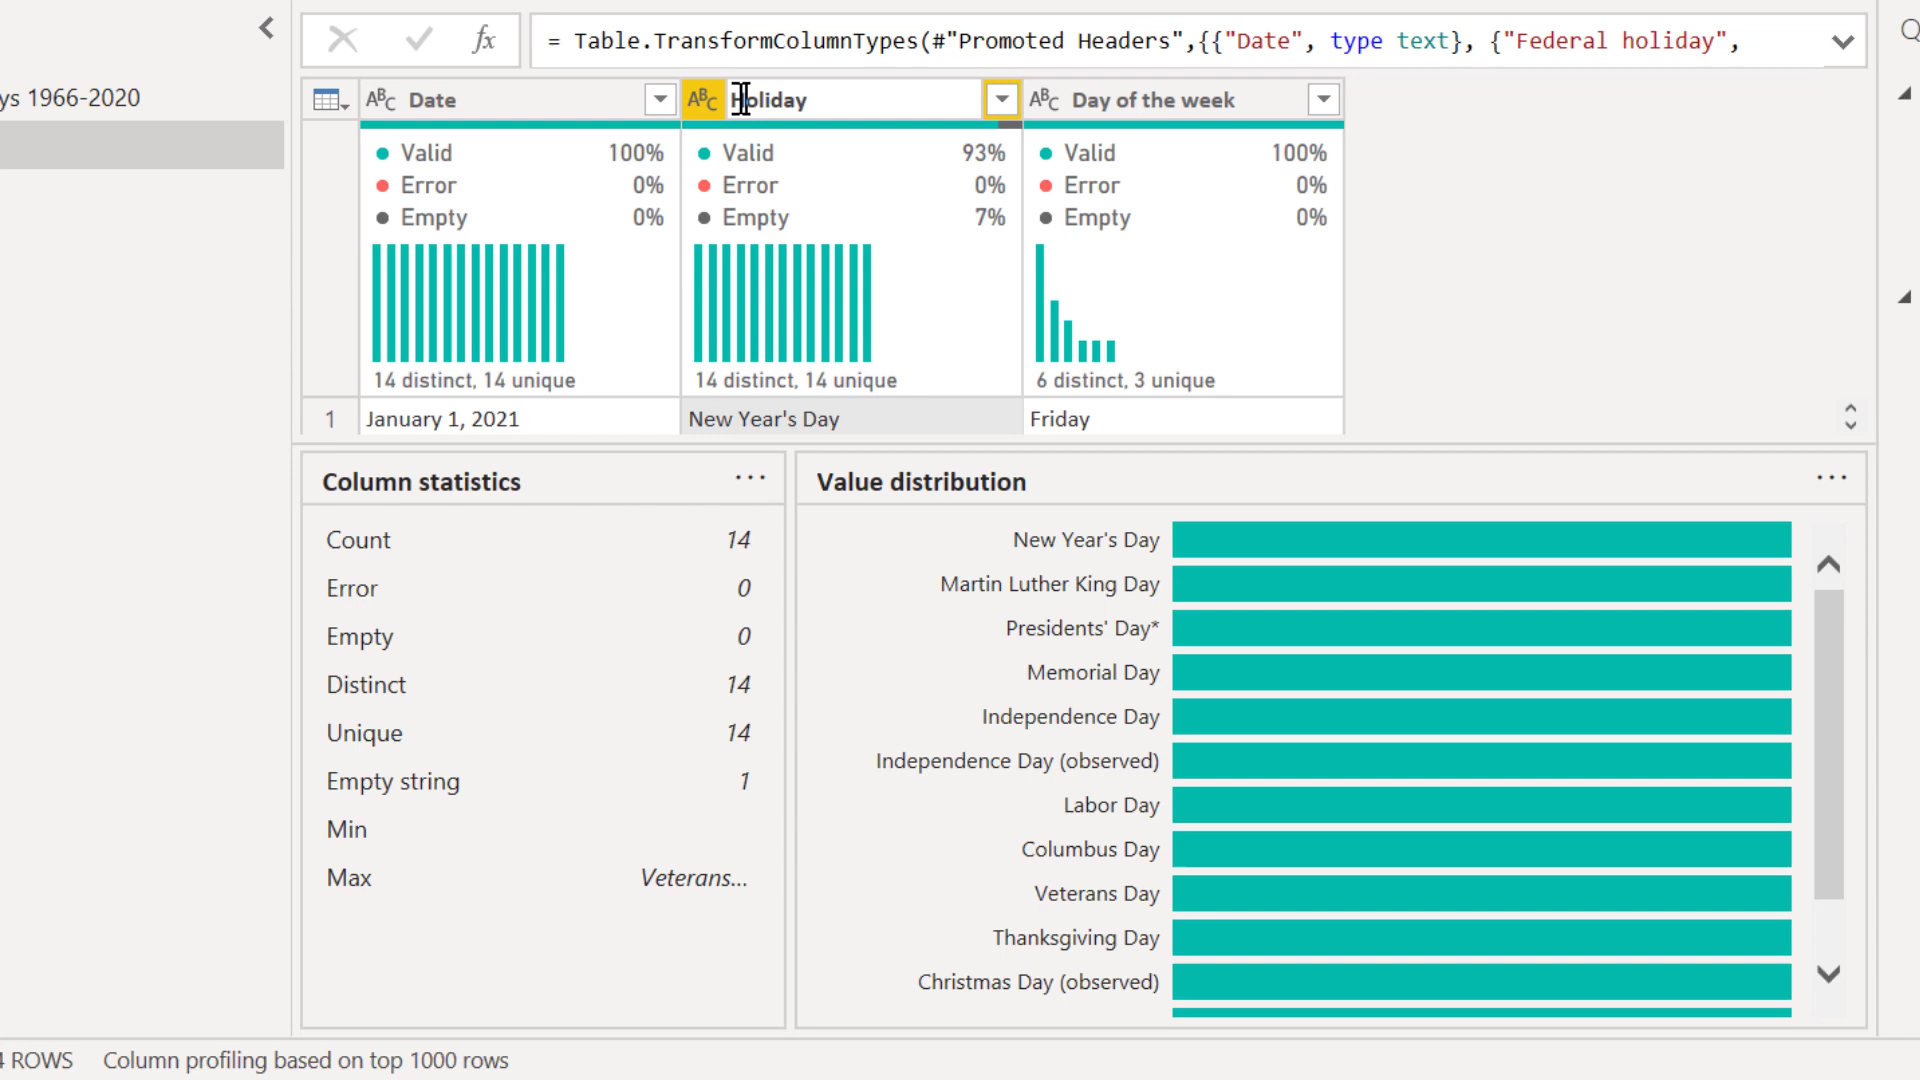 fx
= Table.TransformColumnTypes(#"Promoted Headers",{{"Date", type text}, {"Federal holiday",
ys 1966-2020
ABC Date
ABC Holiday
ABC Day of the week
Valid 100%
Error 0%
Empty 0%
14 distinct, 14 unique
Valid 93%
Error 0%
Empty 7%
14 distinct, 14 unique
Valid 100%
Error 0%
Empty 0%
6 distinct, 3 unique
1 January 1, 2021 New Year's Day Friday
Column statistics ...
Count 14
Error 0
Empty 0
Distinct 14
Unique 14
Empty string 1
Min
Max Veterans...
Value distribution ...
New Year's Day
Martin Luther King Day
Presidents' Day*
Memorial Day
Independence Day
Independence Day (observed)
Labor Day
Columbus Day
Veterans Day
Thanksgiving Day
Christmas Day (observed)
4 ROWS Column profiling based on top 1000 rows